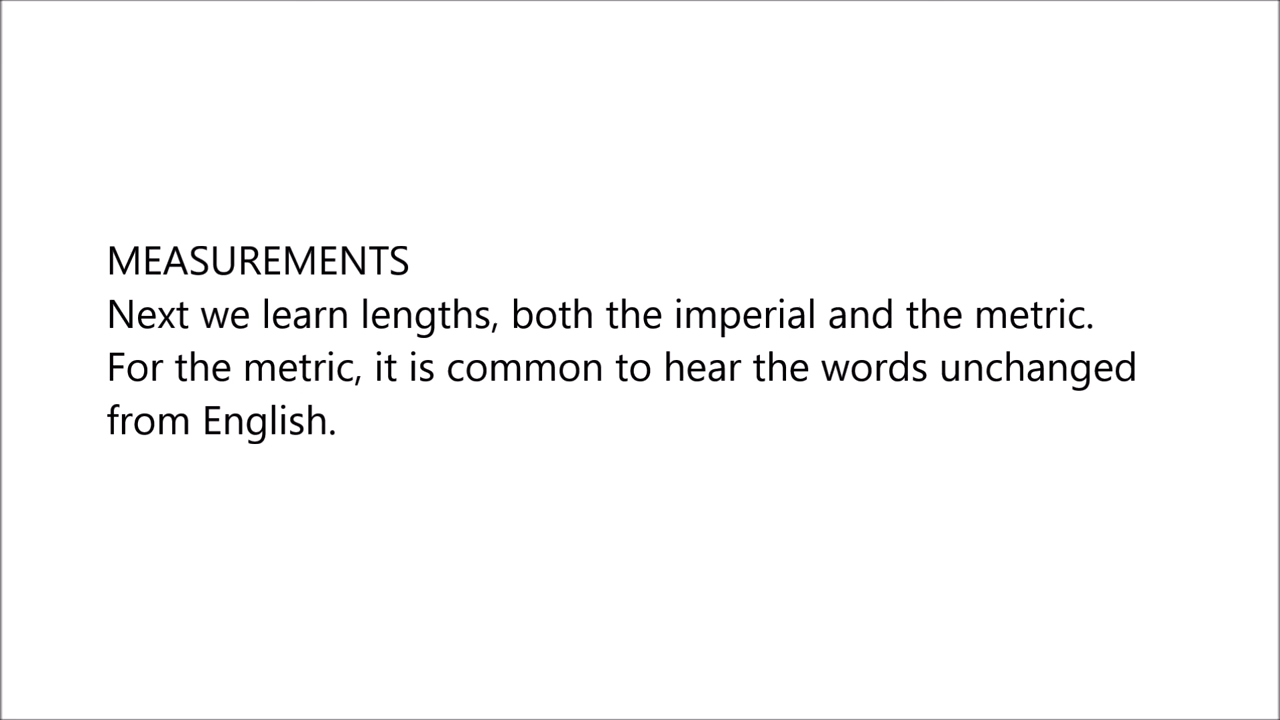 MEASUREMENTS
Next we learn lengths, both the imperial and the metric.
For the metric, it is common to hear the words unchanged
from English.